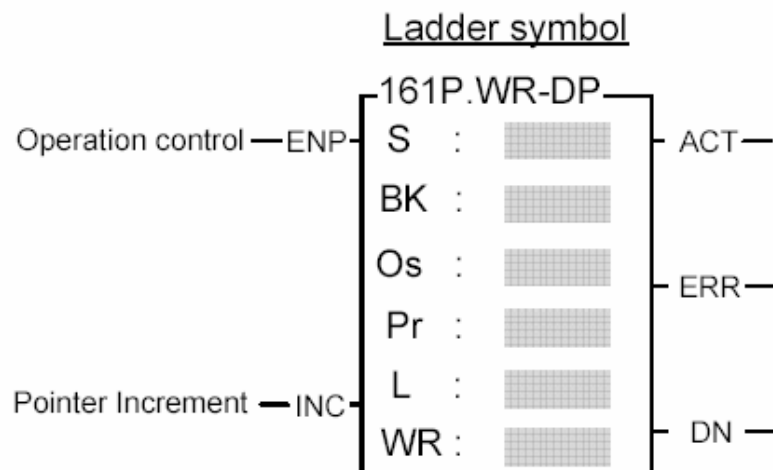 Ladder symbol
161P.WR-DP
Operation control ENP S : ACT
BK :
Os : ERR
Pr :
L :
Pointer Increment INC
WR : DN